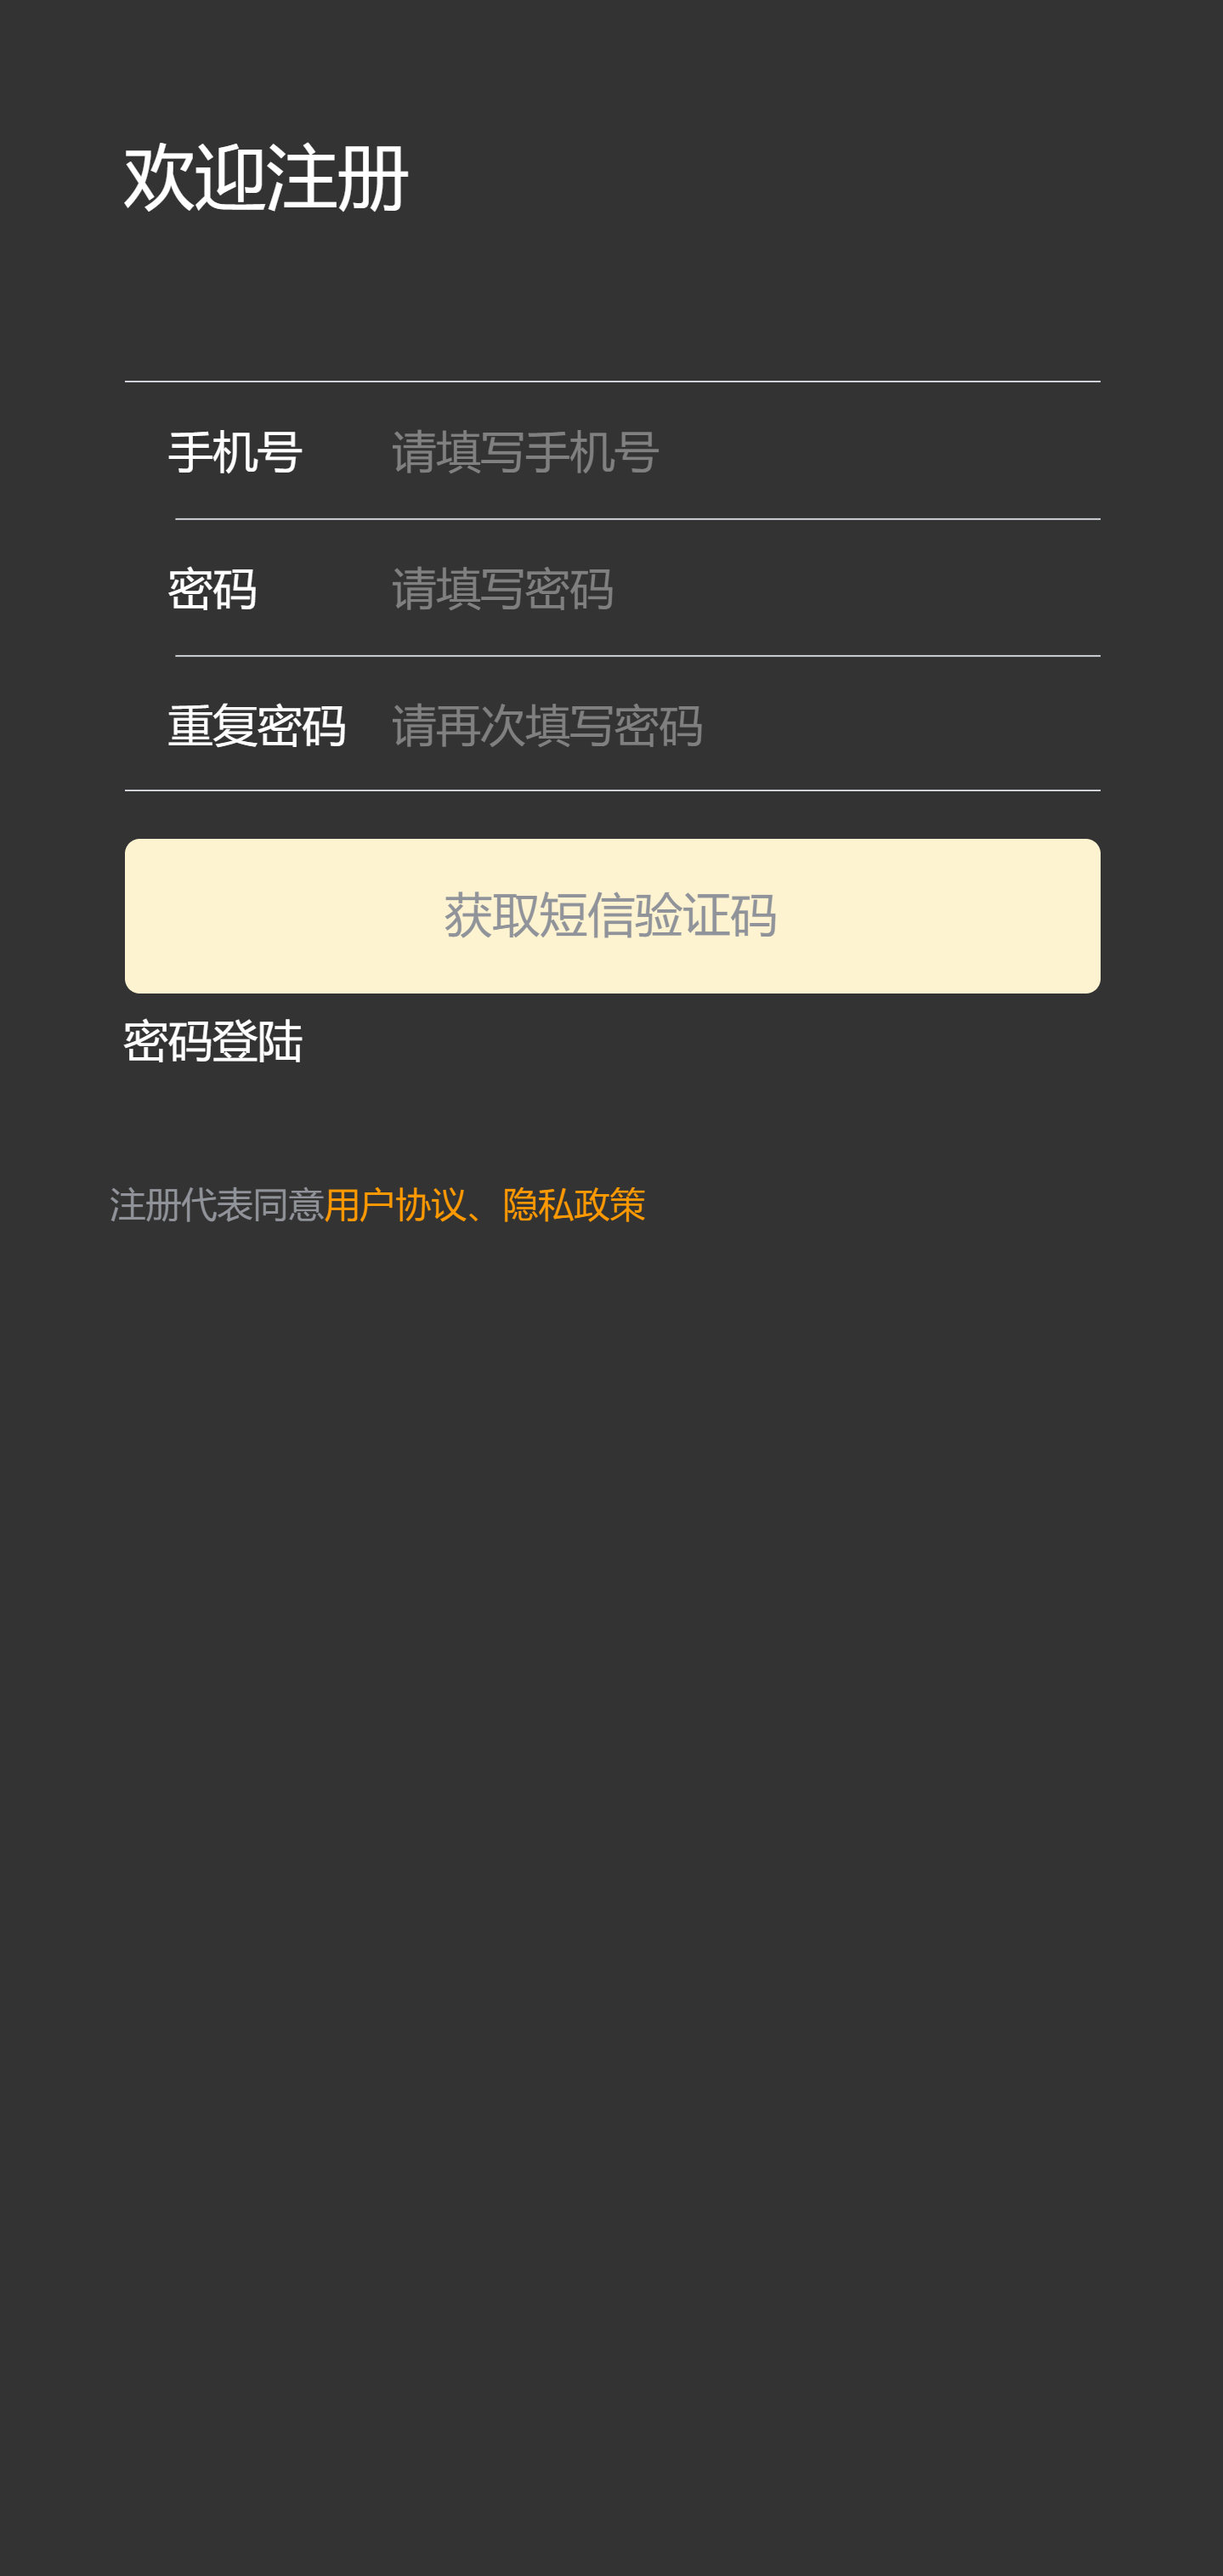 欢迎注册
手机号 请填写手机号
密码 请填写密码
重复密码 请再次填写密码
获取短信验证码
密码登陆
注册代表同意用户协议、隐私政策